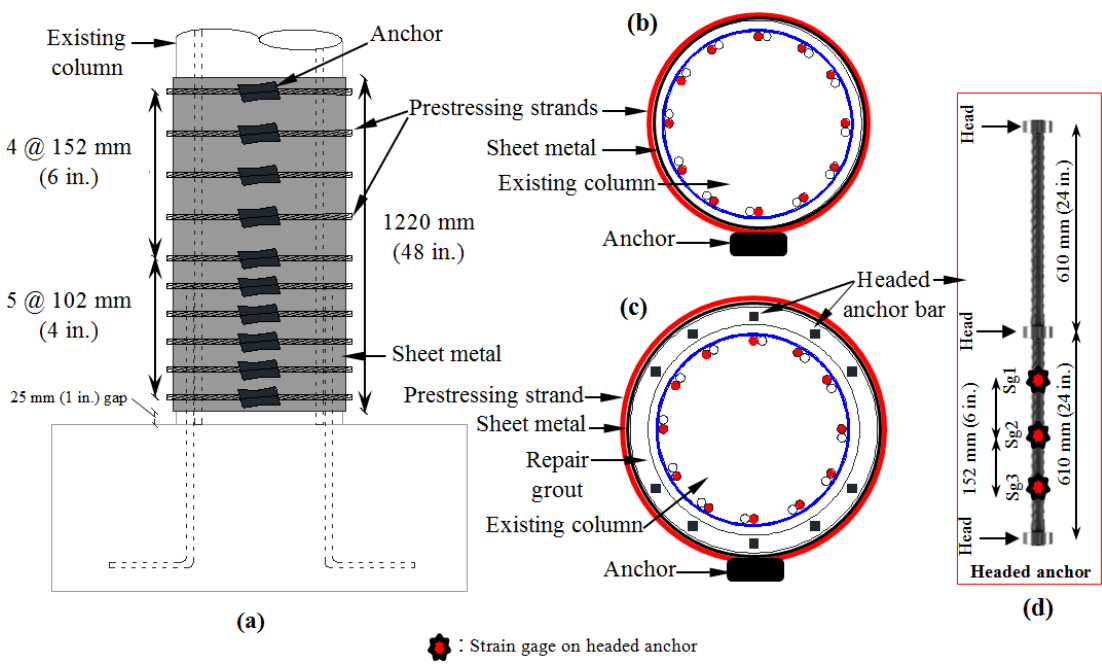 Existing
column
Anchor
4 @ 152 mm
(6 in.)
Prestressing strands
1220 mm
(48 in.)
5 @ 102 mm
(4 in.)
Sheet metal
25 mm (1 in.) gap
(a)
(b)
Sheet metal
Existing column
Anchor
(c)
Headed
anchor bar
Prestressing strand
Sheet metal
Repair
grout
Existing column
Anchor
Head
610 mm (24 in.)
Head
Sg1
152 mm (6 in.)
Sg2
610 mm (24 in.)
Sg3
Head
Headed anchor
(d)
: Strain gage on headed anchor